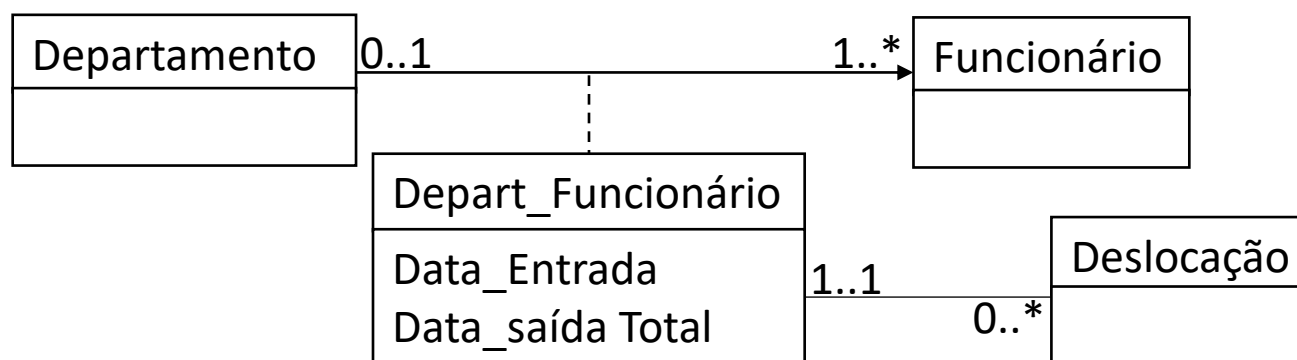 Departamento
0..1
1..*
Funcionário
Depart_Funcionário
Data_Entrada
Data_saída Total
1..1
0..*
Deslocação